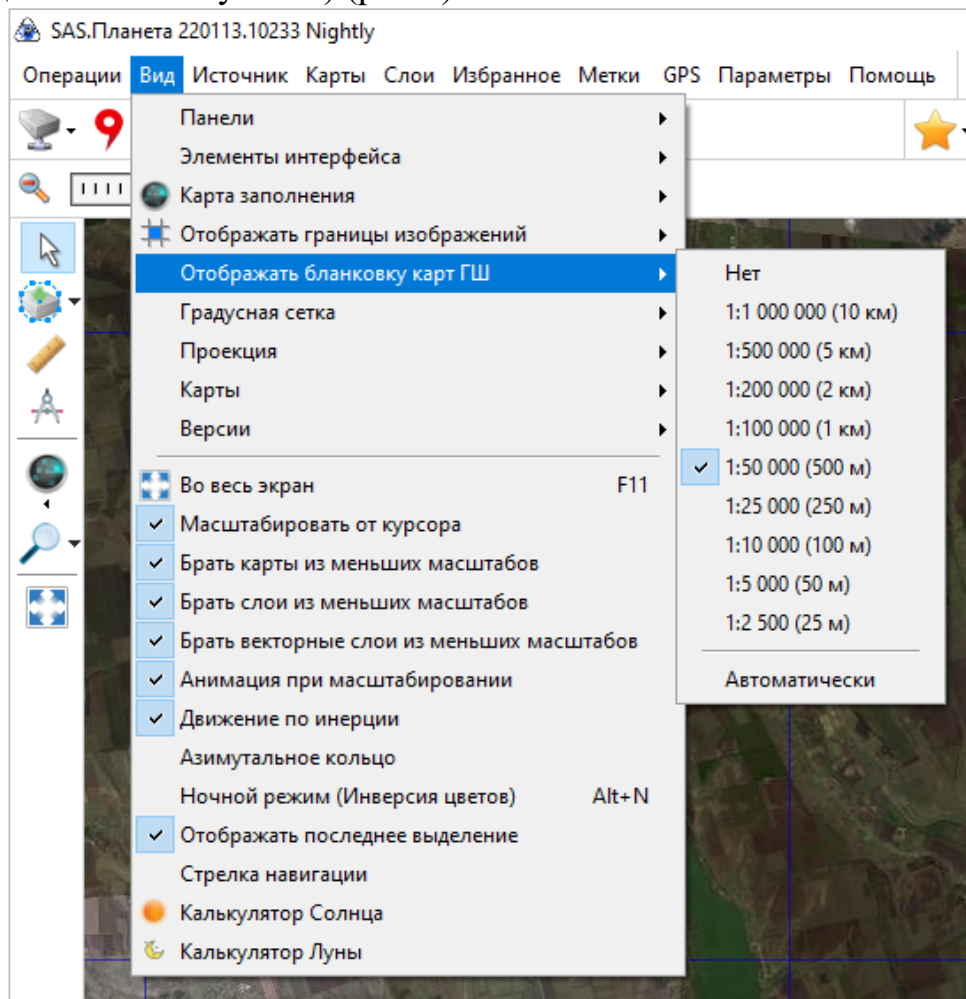 SAS.Планета 220113.10233 Nightly
Операции Вид Источник Карты Слои Избранное Метки GPS Параметры Помощь
Панели
Элементы интерфейса
Карта заполнения
Отображать границы изображений
Отображать бланковку карт ГШ
Нет
Градусная сетка
1:1 000 000 (10 км)
Проекция
1:500 000 (5 км)
Карты
1:200 000 (2 км)
Версии
1:100 000 (1 км)
1:50 000 (500 м)
Во весь экран F11
1:25 000 (250 м)
Масштабировать от курсора
1:10 000 (100 м)
Брать карты из меньших масштабов
1:5 000 (50 м)
Брать слои из меньших масштабов
1:2 500 (25 м)
Брать векторные слои из меньших масштабов
Анимация при масштабировании
Автоматически
Движение по инерции
Азимутальное кольцо
Ночной режим (Инверсия цветов) Alt+N
Отображать последнее выделение
Стрелка навигации
Калькулятор Солнца
Калькулятор Луны